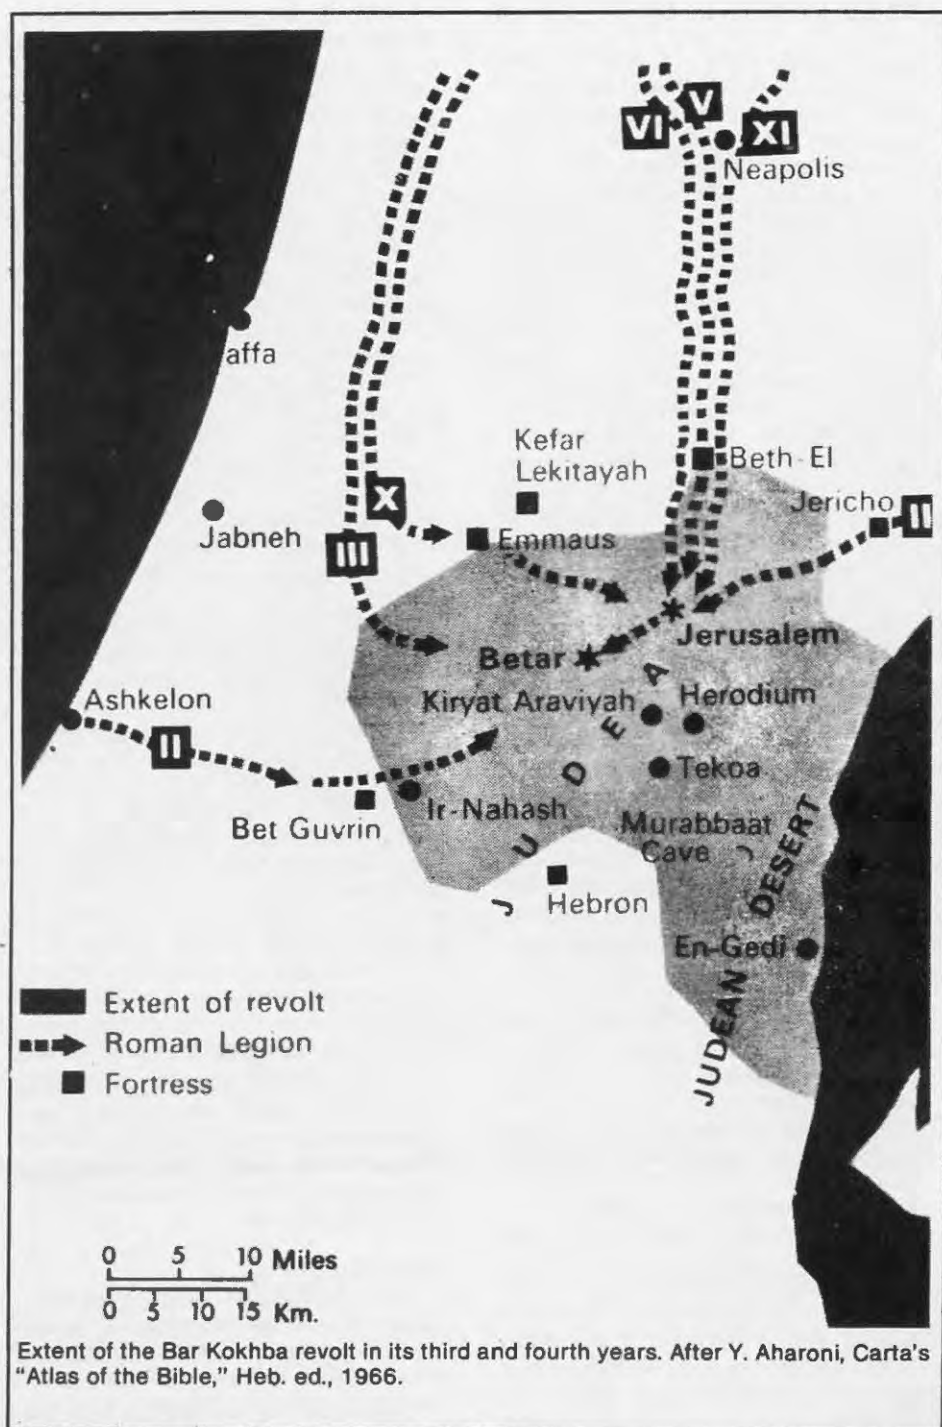 V
VI
XI
Neapolis
affa
Kefar
Lekitayah
Beth-El
Jericho
II
X
Jabneh
III
Emmaus
Jerusalem
Betar
Ashkelon
Kiryat Araviyah
Herodium
II
Tekoa
Ir-Nahash
Bet Guvrin
Murabbaat
Cave
JUDEA
Hebron
En-Gedi
JUDEAN DESERT
Extent of revolt
Roman Legion
Fortress
0 5 10 Miles
0 5 10 15 Km.
Extent of the Bar Kokhba revolt in its third and fourth years. After Y. Aharoni, Carta's
"Atlas of the Bible," Heb. ed., 1966.